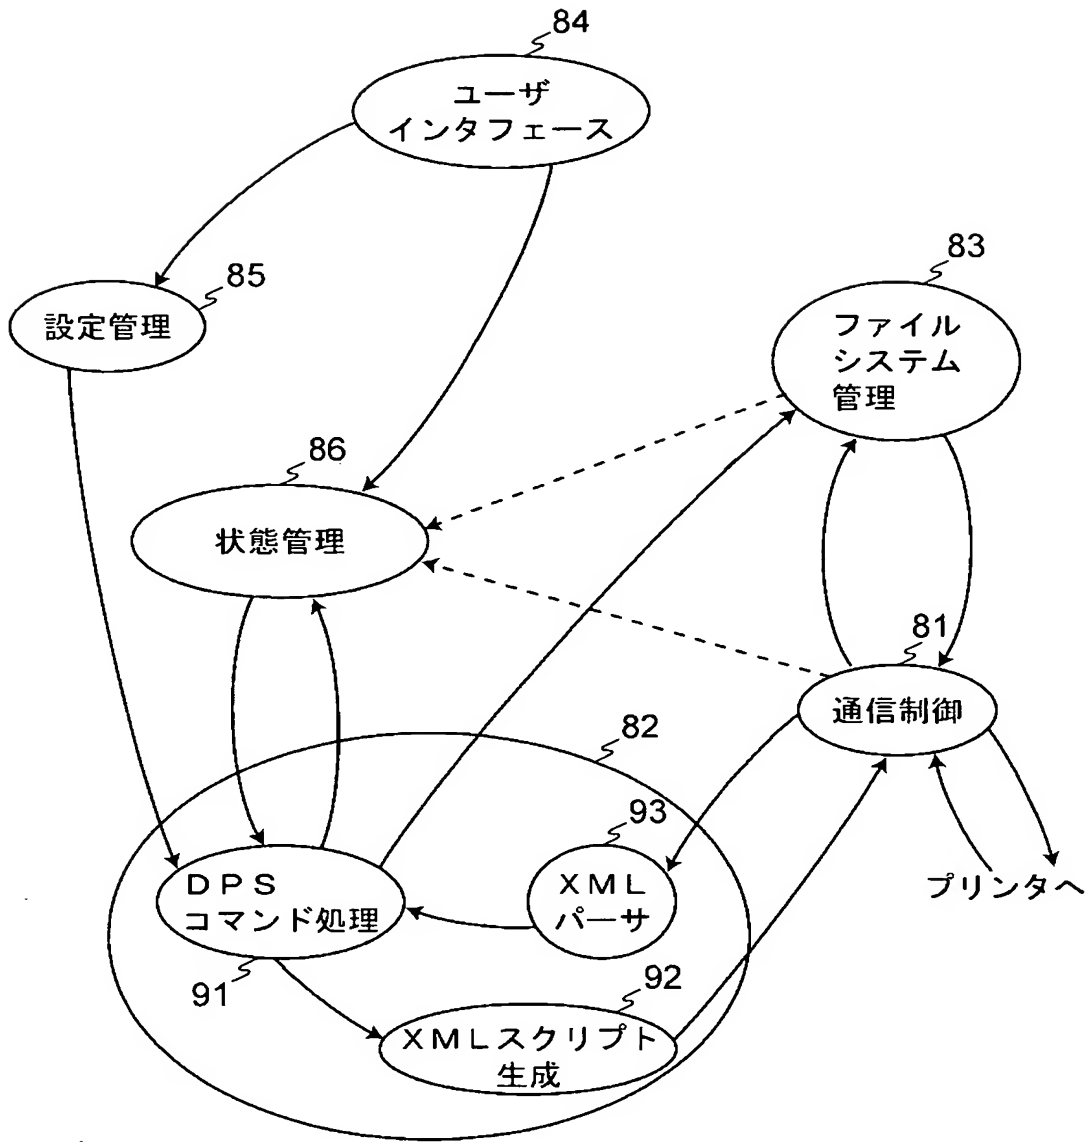 84
ユーザ
インタフェース
83
85
ファイル
システム
管理
設定管理
86
状態管理
81
通信制御
82
93
DPS
コマンド処理
XML
パーサ
プリンタへ
91
92
XMLスクリプト
生成